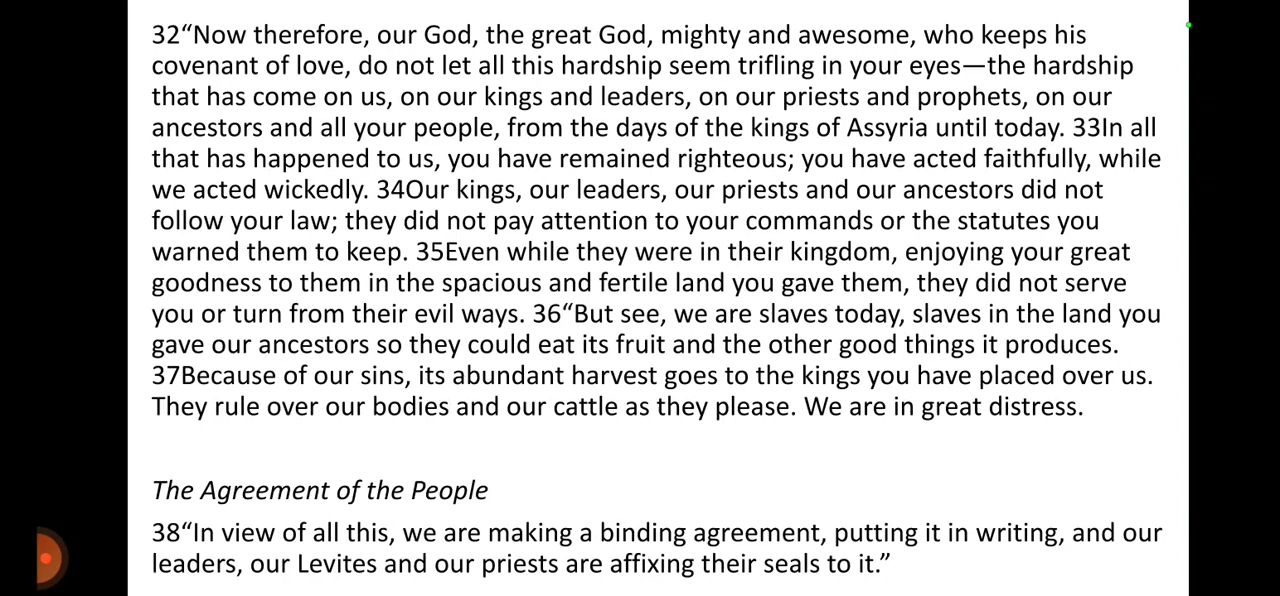 32“Now therefore, our God, the great God, mighty and awesome, who keeps his
covenant of love, do not let all this hardship seem trifling in your eyes—the hardship
that has come on us, on our kings and leaders, on our priests and prophets, on our
ancestors and all your people, from the days of the kings of Assyria until today. 33In all
that has happened to us, you have remained righteous; you have acted faithfully, while
we acted wickedly. 34Our kings, our leaders, our priests and our ancestors did not
follow your law; they did not pay attention to your commands or the statutes you
warned them to keep. 35Even while they were in their kingdom, enjoying your great
goodness to them in the spacious and fertile land you gave them, they did not serve
you or turn from their evil ways. 36“But see, we are slaves today, slaves in the land you
gave our ancestors so they could eat its fruit and the other good things it produces.
37Because of our sins, its abundant harvest goes to the kings you have placed over us.
They rule over our bodies and our cattle as they please. We are in great distress.
The Agreement of the People
38“In view of all this, we are making a binding agreement, putting it in writing, and our
leaders, our Levites and our priests are affixing their seals to it.”